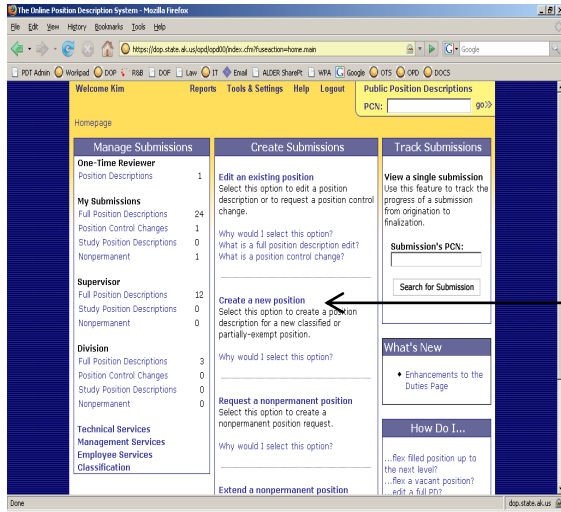 The Online Position Description System - Mozilla Firefox
File Edit View History Bookmarks Tools Help
https://dop.state.ak.us/opd/opd00/index.cfm?fuseaction=home.main
Google
PDT Admin Workpad DOP R&B DOF Law IT Email ALDER SharePt WPA Google OTS OPD DOCS
Welcome Kim Reports Tools & Settings Help Logout
Public Position Descriptions
PCN: go>>
Homepage
Manage Submissions
One-Time Reviewer
Position Descriptions 1
My Submissions
Full Position Descriptions 24
Position Control Changes 1
Study Position Descriptions 0
Nonpermanent 1
Supervisor
Full Position Descriptions 12
Study Position Descriptions 0
Nonpermanent 0
Division
Full Position Descriptions 3
Position Control Changes 0
Study Position Descriptions 0
Nonpermanent 0
Technical Services
Management Services
Employee Services
Classification
Create Submissions
Edit an existing position
Select this option to edit a position
description or to request a position control
change.
Why would I select this option?
What is a full position description edit?
What is a position control change?
Create a new position
Select this option to create a position
description for a new classified or
partially-exempt position.
Why would I select this option?
Request a nonpermanent position
Select this option to create a
nonpermanent position request.
Why would I select this option?
Extend a nonpermanent position
Track Submissions
View a single submission
Use this feature to track the
progress of a submission
from origination to
finalization.
Submission's PCN:
Search for Submission
What's New
Enhancements to the
Duties Page
How Do I...
...flex filled position up to
the next level?
...flex a vacant position?
...edit a full PD?
Done
dop.state.ak.us